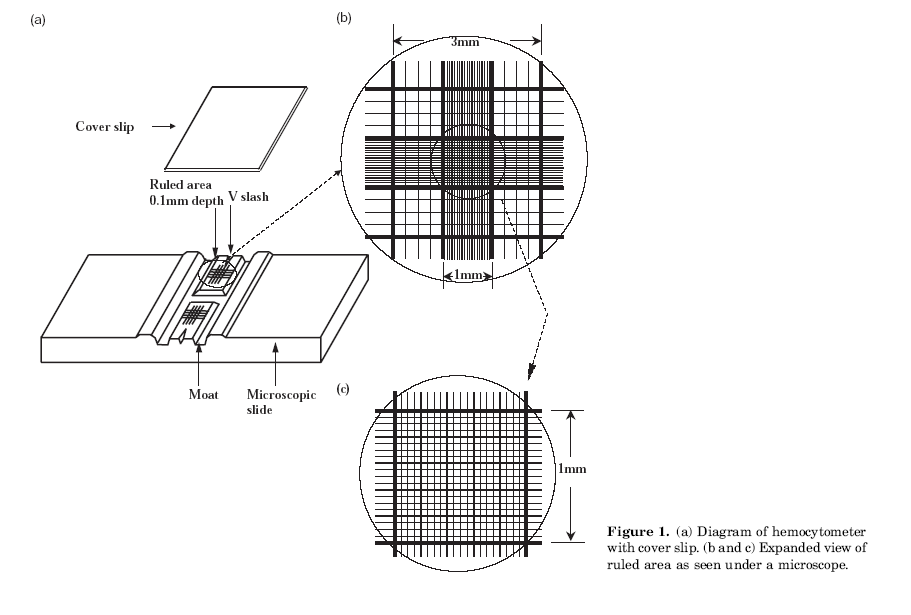 (a)
(b)
3mm
Cover slip
Ruled area
0.1mm depth
V slash
1mm
Moat
Microscopic
slide
(c)
1mm
Figure 1. (a) Diagram of hemocytometer
with cover slip. (b and c) Expanded view of
ruled area as seen under a microscope.